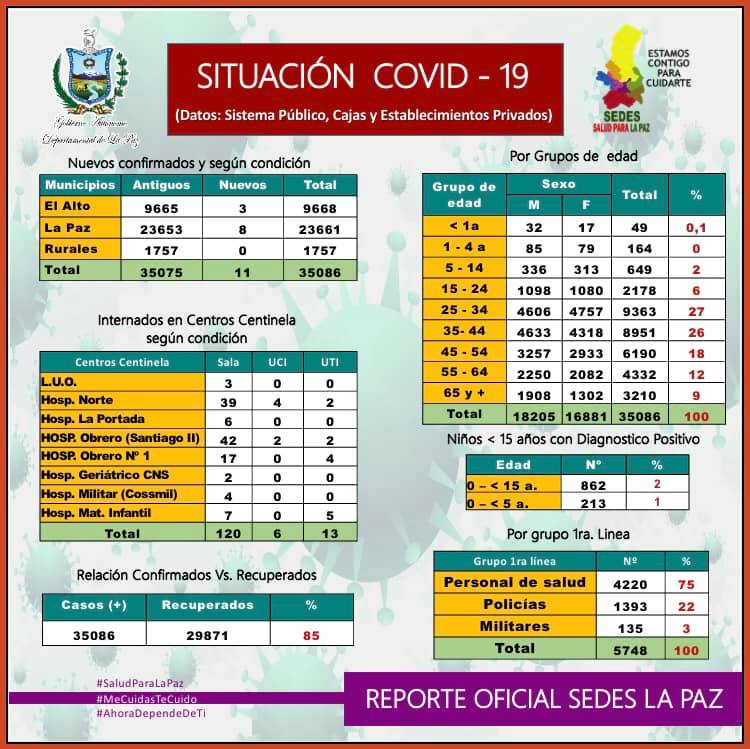 Gobierno Autónomo
Departamental de La Paz
SITUACIÓN COVID - 19
(Datos: Sistema Público, Cajas y Establecimientos Privados)
ESTAMOS
CONTIGO
PARA
CUIDARTE
SEDES
SALUD PARA LA PAZ
Nuevos confirmados y según condición
Municipios Antiguos Nuevos Total
El Alto 9665 3 9668
La Paz 23653 8 23661
Rurales 1757 0 1757
Total 35075 11 35086
Internados en Centros Centinela
según condición
Centros Centinela Sala UCI UTI
L.U.O. 3 0 0
Hosp. Norte 39 4 2
Hosp. La Portada 6 0 0
HOSP. Obrero (Santiago II) 42 2 2
HOSP. Obrero Nº 1 17 0 4
Hosp. Geriátrico CNS 2 0 0
Hosp. Militar (Cossmil) 4 0 0
Hosp. Mat. Infantil 7 0 5
Total 120 6 13
Relación Confirmados Vs. Recuperados
Casos (+) Recuperados %
35086 29871 85
Por Grupos de edad
Grupo de edad Sexo Total %
M F
< 1a 32 17 49 0,1
1 - 4 a 85 79 164 0
5 - 14 336 313 649 2
15 - 24 1098 1080 2178 6
25 - 34 4606 4757 9363 27
35- 44 4633 4318 8951 26
45 - 54 3257 2933 6190 18
55 - 64 2250 2082 4332 12
65 y + 1908 1302 3210 9
Total 18205 16881 35086 100
Niños < 15 años con Diagnostico Positivo
Edad Nº %
0 – < 15 a. 862 2
0 – < 5 a. 213 1
Por grupo 1ra. Linea
Grupo 1ra línea Nº %
Personal de salud 4220 75
Policías 1393 22
Militares 135 3
Total 5748 100
#SaludParaLaPaz
#MeCuidasTeCuido
#AhoraDependeDeTi
REPORTE OFICIAL SEDES LA PAZ